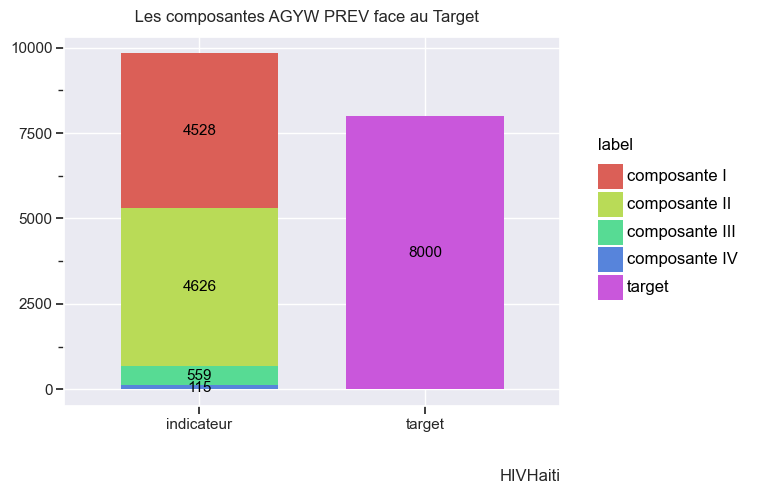 Les composantes AGYW PREV face au Target
10000
7500
5000
2500
0
4528
4626
559
115
8000
indicateur
target
label
composante I
composante II
composante III
composante IV
target
HIVHaiti